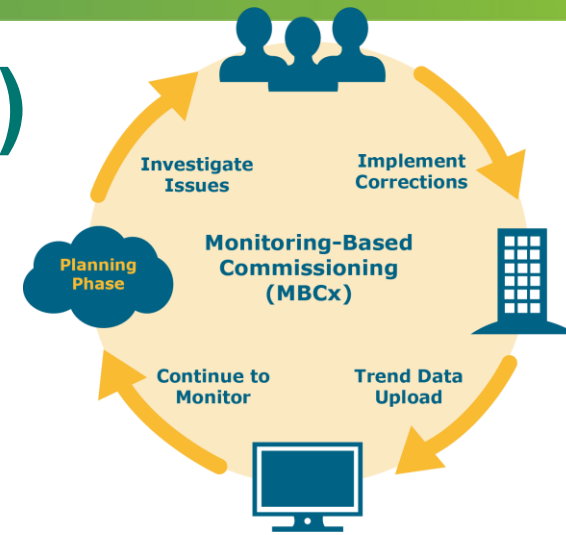 )
Investigate
Issues
Implement
Corrections
Monitoring-Based
Commissioning
(MBCx)
Planning
Phase
Continue to
Monitor
Trend Data
Upload